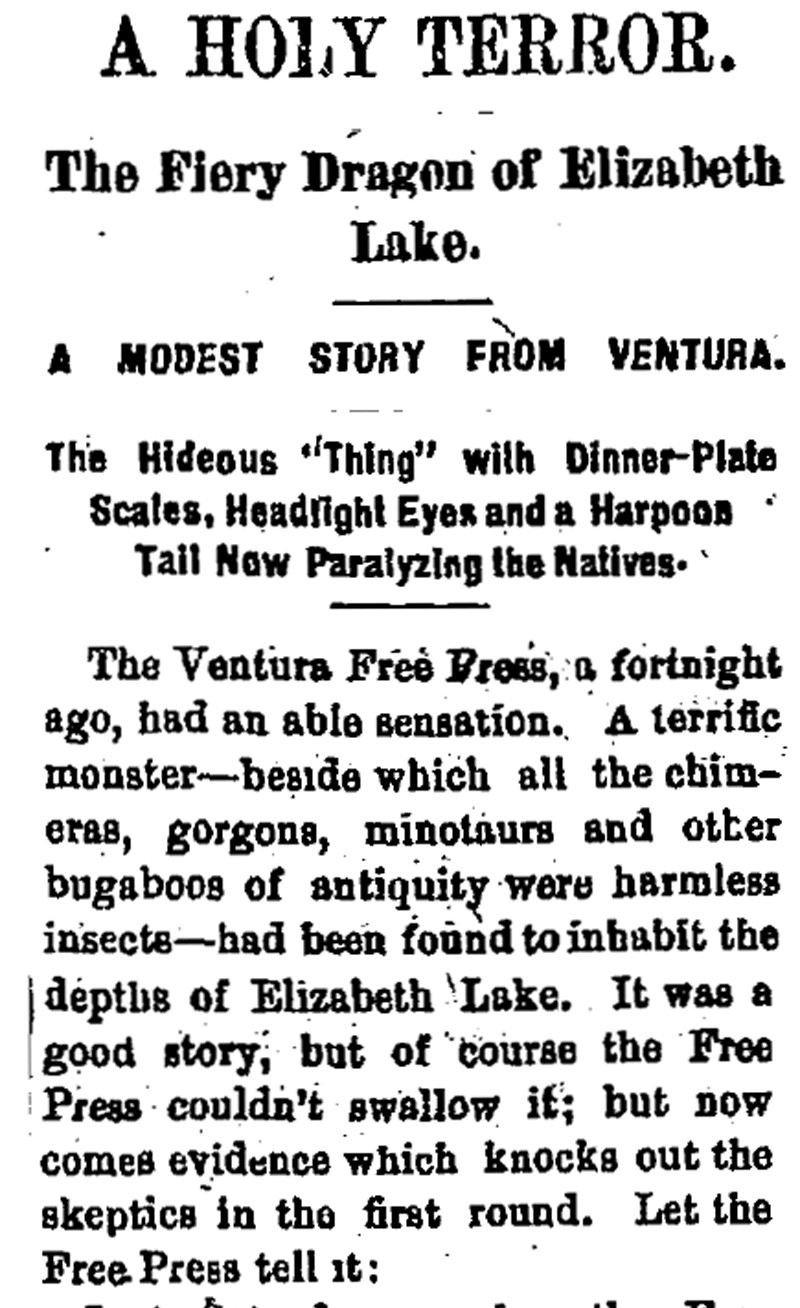 A HOLY TERROR.
The Fiery Dragon of Elizabeth
Lake.
A MODEST STORY FROM VENTURA.
The Hideous "Thing" with Dinner-Plate
Scales, Headlight Eyes and a Harpoon
Tail Now Paralyzing the Natives.
The Ventura Free Press, a fortnight
ago, had an able sensation. A terrific
monster—beside which all the chim-
eras, gorgons, minotaurs and other
bugaboos of antiquity were harmless
insects—had been found to inhabit the
depths of Elizabeth Lake. It was a
good story, but of course the Free
Press couldn't swallow it; but now
comes evidence which knocks out the
skeptics in the first round. Let the
Free Press tell it: